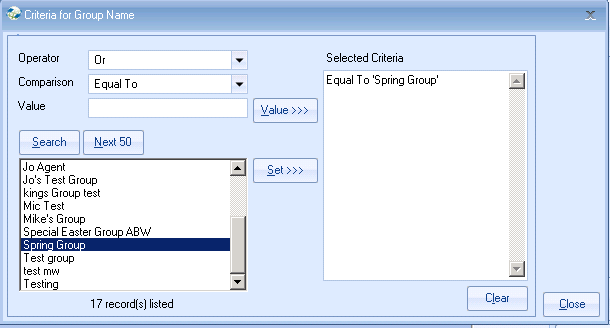 Criteria for Group Name
Operator Or
Comparison Equal To
Value
Value >>>
Search Next 50
Jo Agent
Jo's Test Group
kings Group test
Mic Test
Mike's Group
Special Easter Group ABW
Spring Group
Test group
test mw
Testing
17 record(s) listed
Set >>>
Selected Criteria
Equal To 'Spring Group'
Clear
Close